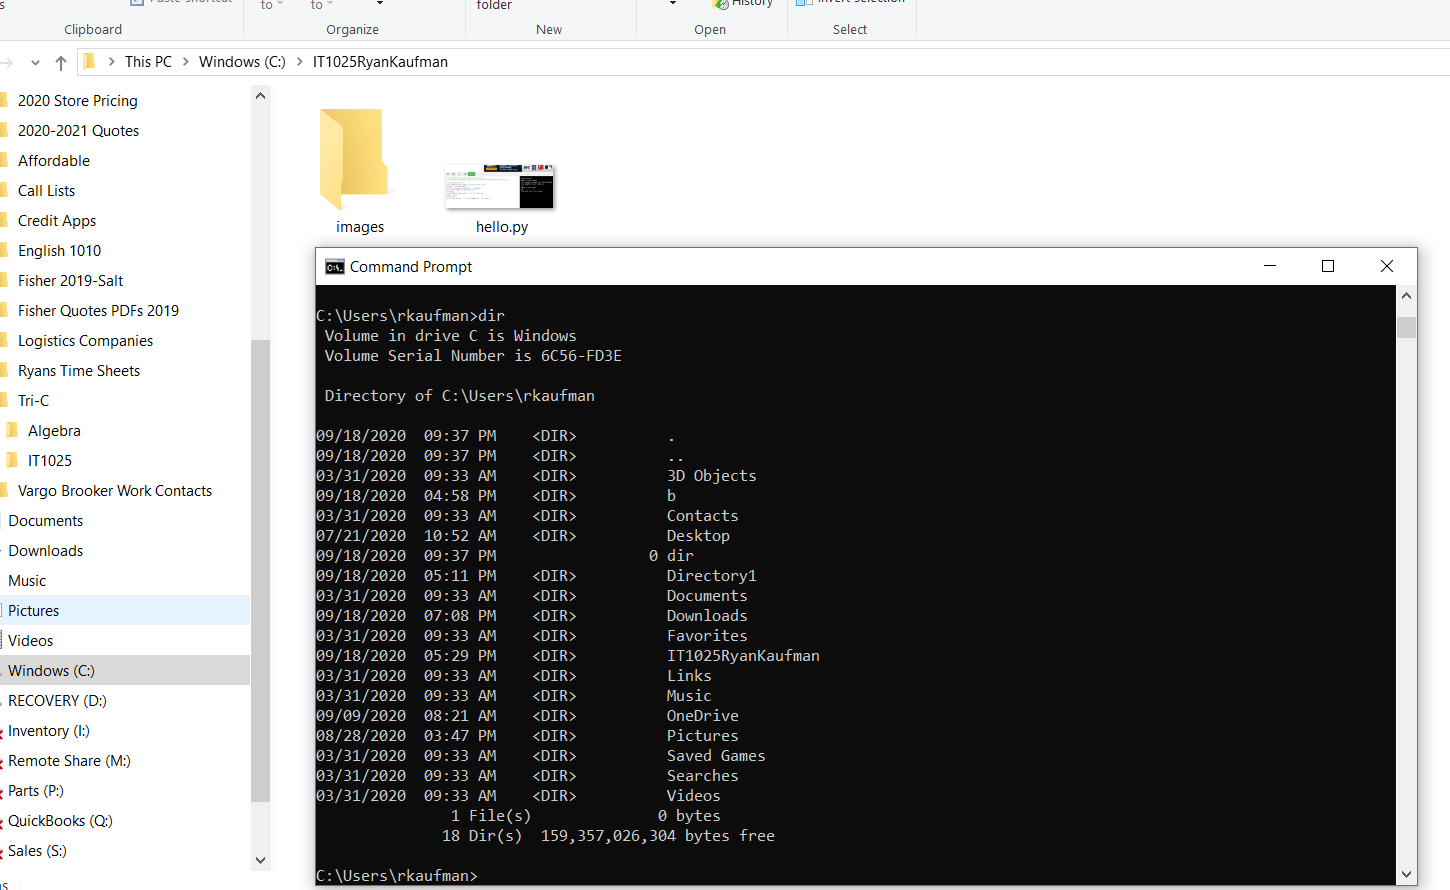 Paste shortcut
to
to
folder
History
Invert selection
Clipboard
Organize
New
Open
Select
This PC > Windows (C:) > IT1025RyanKaufman
2020 Store Pricing
2020-2021 Quotes
Affordable
Call Lists
Credit Apps
English 1010
Fisher 2019-Salt
Fisher Quotes PDFs 2019
Logistics Companies
Ryans Time Sheets
Tri-C
Algebra
IT1025
Vargo Brooker Work Contacts
Documents
Downloads
Music
Pictures
Videos
Windows (C:)
RECOVERY (D:)
Inventory (I:)
Remote Share (M:)
Parts (P:)
QuickBooks (Q:)
Sales (S:)
images
hello.py
Command Prompt
C:\Users\rkaufman>dir
Volume in drive C is Windows
Volume Serial Number is 6C56-FD3E
Directory of C:\Users\rkaufman
09/18/2020 09:37 PM <DIR> .
09/18/2020 09:37 PM <DIR> ..
03/31/2020 09:33 AM <DIR> 3D Objects
09/18/2020 04:58 PM <DIR> b
03/31/2020 09:33 AM <DIR> Contacts
07/21/2020 10:52 AM <DIR> Desktop
09/18/2020 09:37 PM 0 dir
09/18/2020 05:11 PM <DIR> Directory1
03/31/2020 09:33 AM <DIR> Documents
09/18/2020 07:08 PM <DIR> Downloads
03/31/2020 09:33 AM <DIR> Favorites
09/18/2020 05:29 PM <DIR> IT1025RyanKaufman
03/31/2020 09:33 AM <DIR> Links
03/31/2020 09:33 AM <DIR> Music
09/09/2020 08:21 AM <DIR> OneDrive
08/28/2020 03:47 PM <DIR> Pictures
03/31/2020 09:33 AM <DIR> Saved Games
03/31/2020 09:33 AM <DIR> Searches
03/31/2020 09:33 AM <DIR> Videos
1 File(s) 0 bytes
18 Dir(s) 159,357,026,304 bytes free
C:\Users\rkaufman>